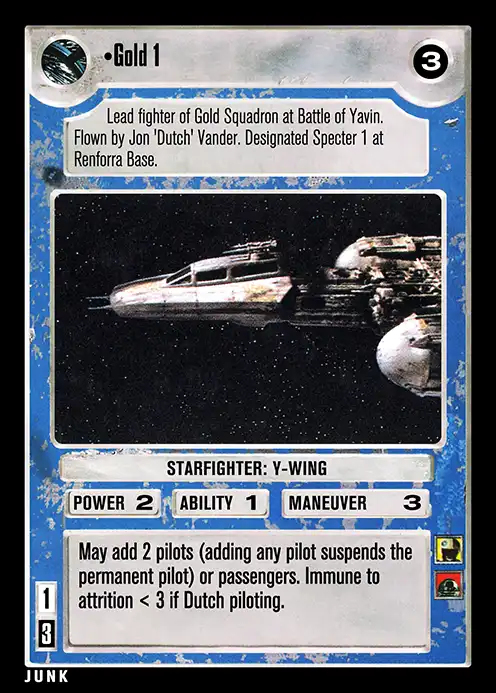 •Gold 1
3
Lead fighter of Gold Squadron at Battle of Yavin.
Flown by Jon 'Dutch' Vander. Designated Specter 1 at
Renforra Base.
STARFIGHTER: Y-WING
POWER 2 ABILITY 1 MANEUVER 3
May add 2 pilots (adding any pilot suspends the
permanent pilot) or passengers. Immune to
attrition < 3 if Dutch piloting.
1
3
JUNK